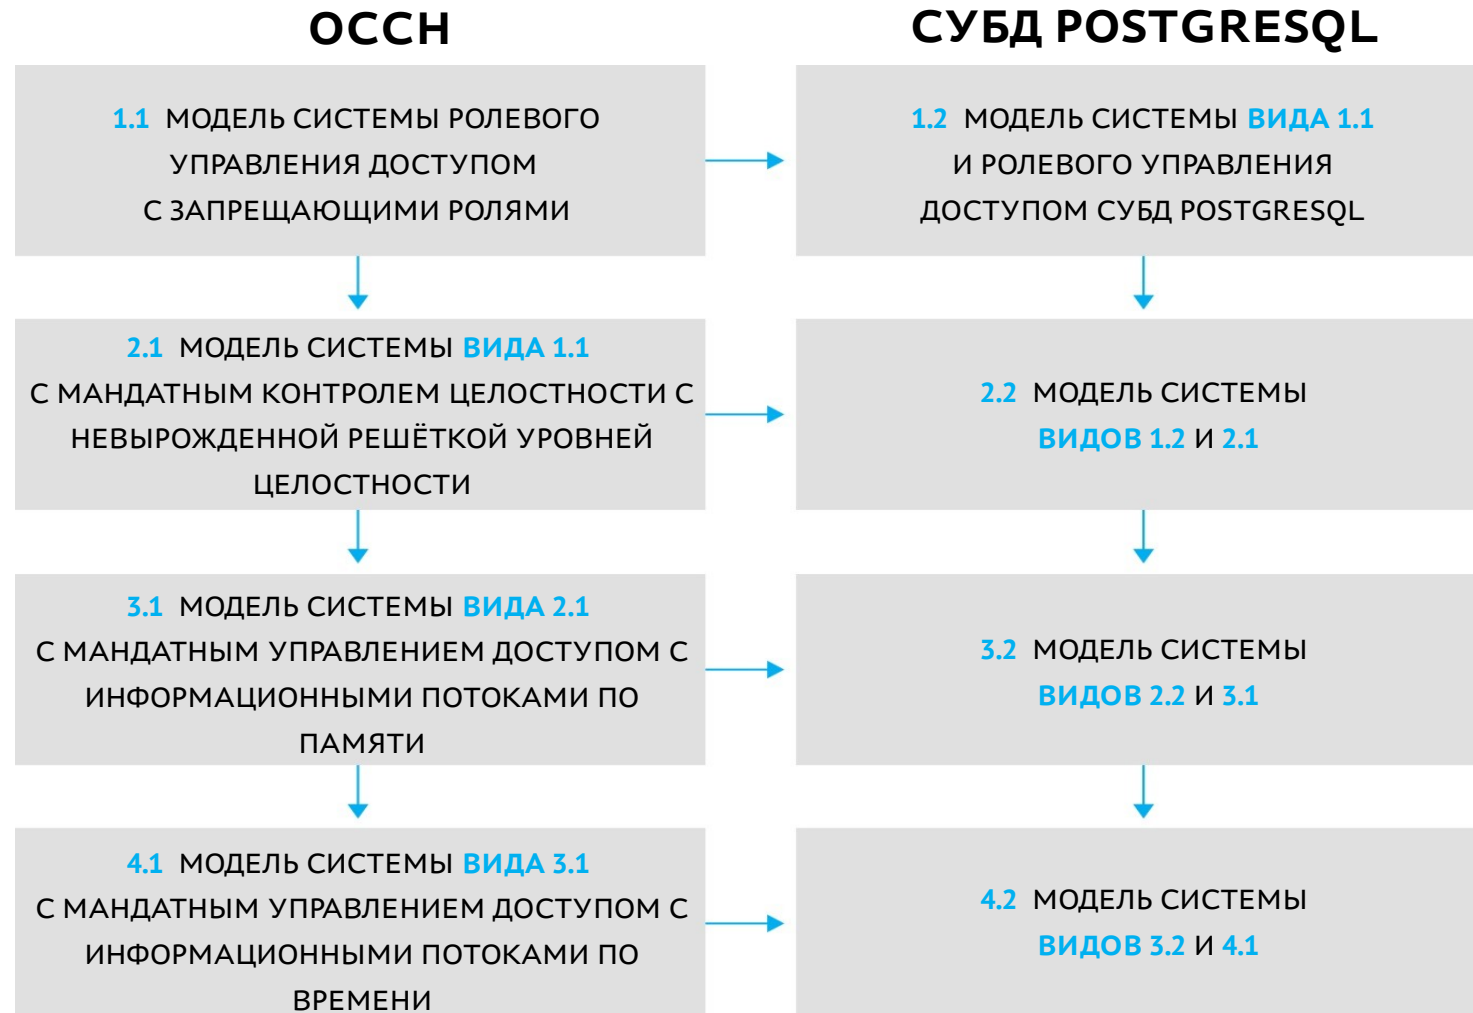 ОССН
СУБД POSTGRESQL
1.1 МОДЕЛЬ СИСТЕМЫ РОЛЕВОГО
УПРАВЛЕНИЯ ДОСТУПОМ
С ЗАПРЕЩАЮЩИМИ РОЛЯМИ
1.2 МОДЕЛЬ СИСТЕМЫ ВИДА 1.1
И РОЛЕВОГО УПРАВЛЕНИЯ
ДОСТУПОМ СУБД POSTGRESQL
2.1 МОДЕЛЬ СИСТЕМЫ ВИДА 1.1
С МАНДАТНЫМ КОНТРОЛЕМ ЦЕЛОСТНОСТИ С
НЕВЫРОЖДЕННОЙ РЕШЁТКОЙ УРОВНЕЙ
ЦЕЛОСТНОСТИ
2.2 МОДЕЛЬ СИСТЕМЫ
ВИДОВ 1.2 И 2.1
3.1 МОДЕЛЬ СИСТЕМЫ ВИДА 2.1
С МАНДАТНЫМ УПРАВЛЕНИЕМ ДОСТУПОМ С
ИНФОРМАЦИОННЫМИ ПОТОКАМИ ПО
ПАМЯТИ
3.2 МОДЕЛЬ СИСТЕМЫ
ВИДОВ 2.2 И 3.1
4.1 МОДЕЛЬ СИСТЕМЫ ВИДА 3.1
С МАНДАТНЫМ УПРАВЛЕНИЕМ ДОСТУПОМ С
ИНФОРМАЦИОННЫМИ ПОТОКАМИ ПО
ВРЕМЕНИ
4.2 МОДЕЛЬ СИСТЕМЫ
ВИДОВ 3.2 И 4.1